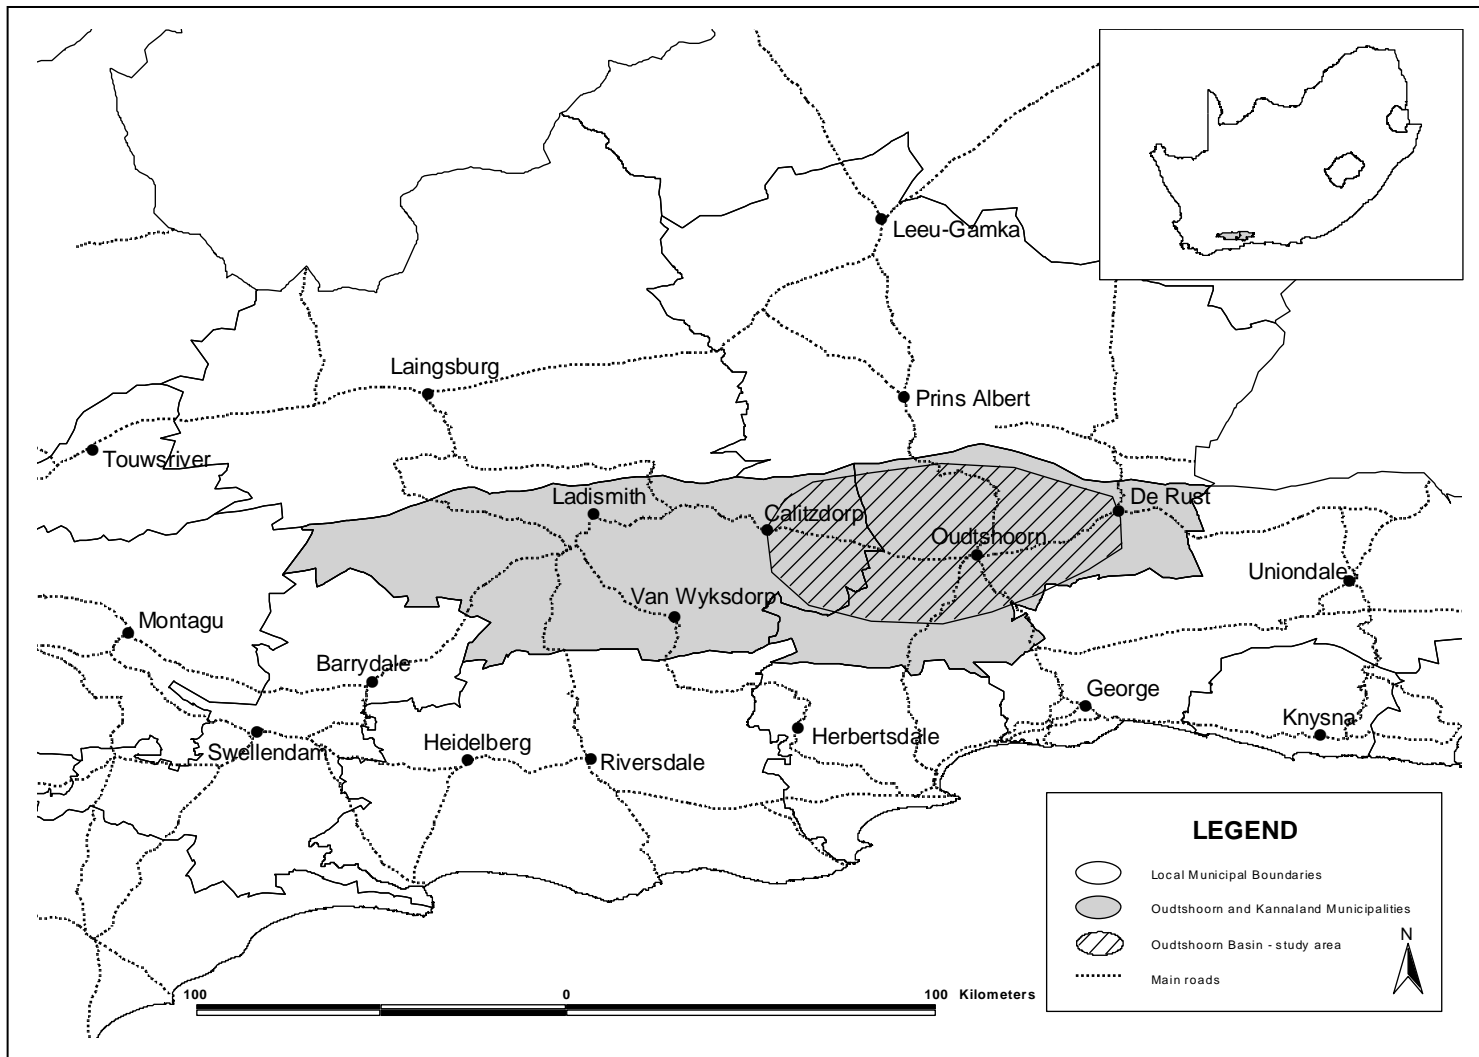 Leeu-Gamka
Laingsburg
Prins Albert
Touwsriver
Ladismith
De Rust
Calitzdorp
Oudtshoorn
Uniondale
Van Wyksdorp
Montagu
Barrydale
George
Knysna
Herbertsdale
Heidelberg
Swellendam
Riversdale
LEGEND
Local Municipal Boundaries
Oudtshoorn and Kannaland Municipalities
Oudtshoorn Basin - study area
Main roads
N
100 0 100 Kilometers